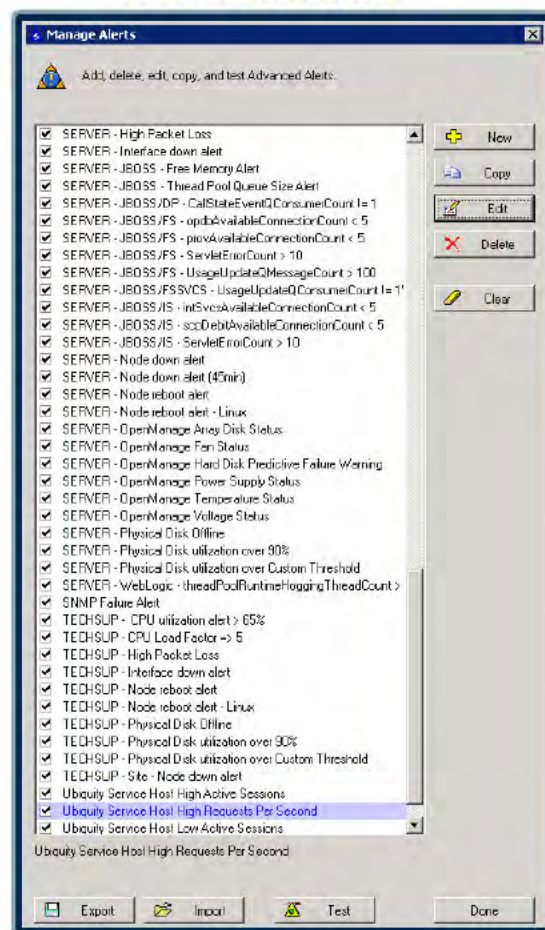 Manage Alerts
Add, delete, edit, copy, and test Advanced Alerts.
SERVER - High Packet Loss
SERVER - Interface down alert
SERVER - JBOSS - Free Memory Alert
SERVER - JBOSS - Thread Pool Queue Size Alert
SERVER - JBOSS/DP - CallStateEventQConsumerCount != 1
SERVER - JBOSS/FS - opdbAvailableConnectionCount < 5
SERVER - JBOSS/FS - provAvailableConnectionCount < 5
SERVER - JBOSS/FS - ServletErrorCount > 10
SERVER - JBOSS/FS - UsageUpdateQMessageCount > 100
SERVER - JBOSS/FSSVCS - UsageUpdateQConsumerCount != 1'
SERVER - JBOSS/IS - intSvcsAvailableConnectionCount < 5
SERVER - JBOSS/IS - scpDebitAvailableConnectionCount < 5
SERVER - JBOSS/IS - ServletErrorCount > 10
SERVER - Node down alert
SERVER - Node down alert (45min)
SERVER - Node reboot alert
SERVER - Node reboot alert - Linux
SERVER - OpenManage Array Disk Status
SERVER - OpenManage Fan Status
SERVER - OpenManage Hard Disk Predictive Failure Warning
SERVER - OpenManage Power Supply Status
SERVER - OpenManage Temperature Status
SERVER - OpenManage Voltage Status
SERVER - Physical Disk Offline
SERVER - Physical Disk utilization over 90%
SERVER - Physical Disk utilization over Custom Threshold
SERVER - WebLogic - threadPoolRuntimeHoggingThreadCount >
SNMP Failure Alert
TECHSUP - CPU utilization alert > 65%
TECHSUP - CPU Load Factor => 5
TECHSUP - High Packet Loss
TECHSUP - Interface down alert
TECHSUP - Node reboot alert
TECHSUP - Node reboot alert - Linux
TECHSUP - Physical Disk Offline
TECHSUP - Physical Disk utilization over 90%
TECHSUP - Physical Disk utilization over Custom Threshold
TECHSUP - Site - Node down alert
Ubiquity Service Host High Active Sessions
Ubiquity Service Host High Requests Per Second
Ubiquity Service Host Low Active Sessions
New
Copy
Edit
Delete
Clear
Ubiquity Service Host High Requests Per Second
Export
Import
Test
Done